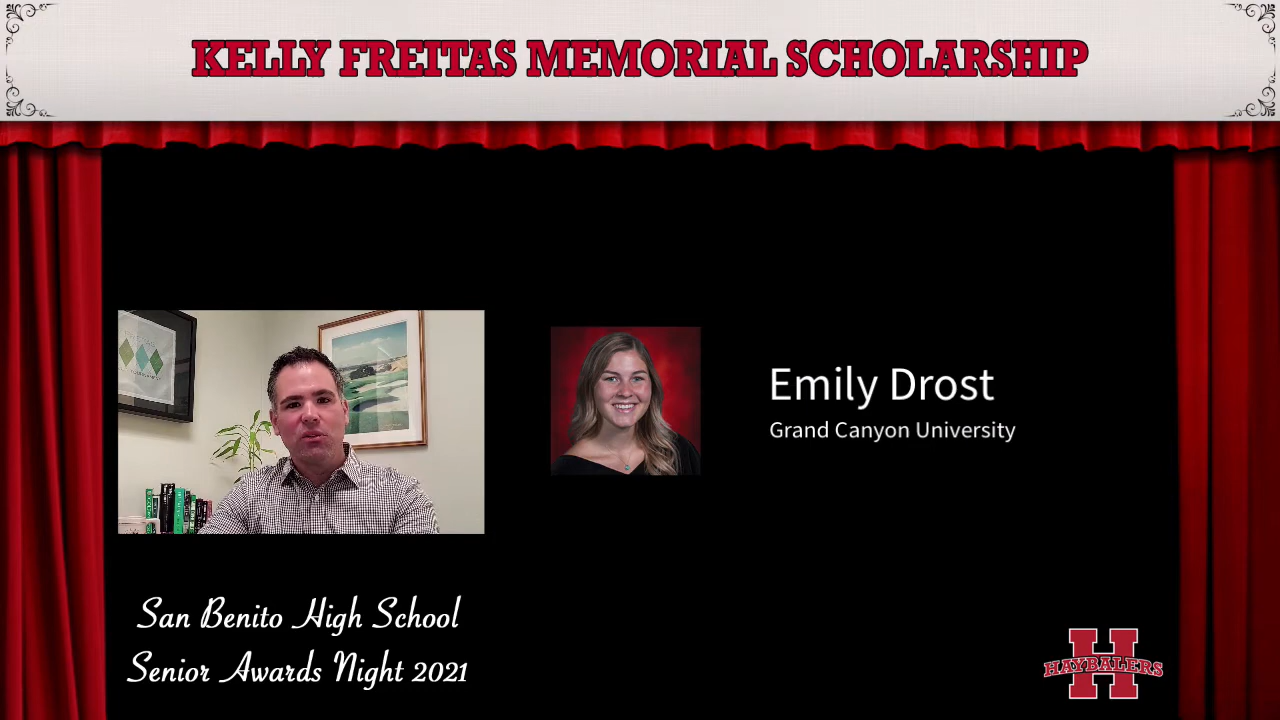 KELLY FREITAS MEMORIAL SCHOLARSHIP
Emily Drost
Grand Canyon University
San Benito High School
Senior Awards Night 2021
H
HAYBALERS